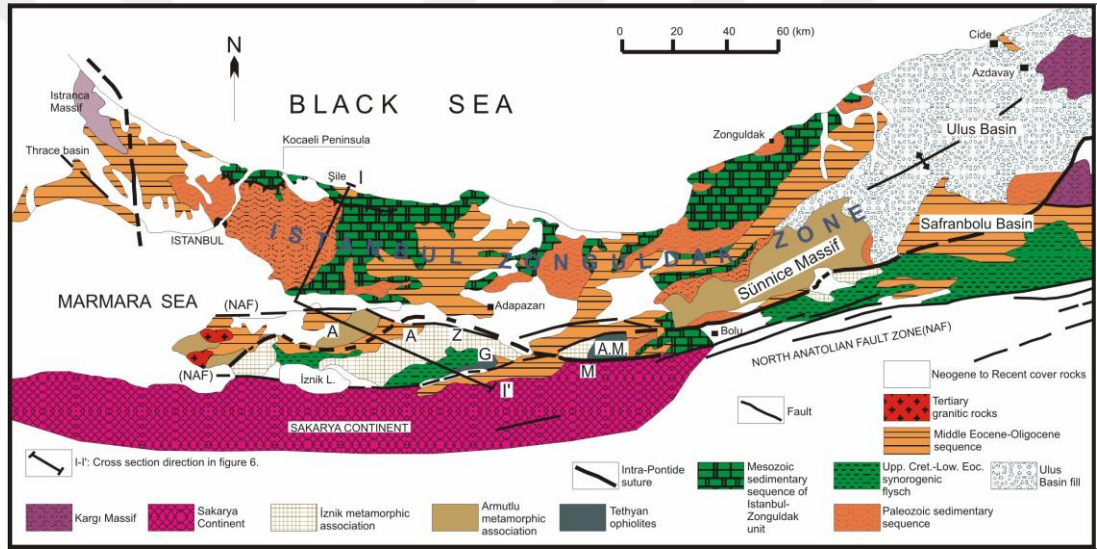 N
BLACK SEA
0 20 40 60 (km)
Cide
Azdavay
Istranca
Massif
Ulus Basin
Kocaeli Peninsula
Zonguldak
Thrace basin
Şile
I
Safranbolu Basin
ISTANBUL
ISTANBUL ZONGULDAK ZONE
Sünnice Massif
MARMARA SEA
(NAF)
Adapazarı
A
A
Z
G
A.M.
M
Bolu
NORTH ANATOLIAN FAULT ZONE(NAF)
(NAF)
İznik L.
I'
SAKARYA CONTINENT
Neogene to Recent cover rocks
Fault
Tertiary
granitic rocks
Middle Eocene-Oligocene
sequence
I-I': Cross section direction in figure 6.
Intra-Pontide
suture
Mesozoic
sedimentary
sequence of
Istanbul-
Zonguldak
unit
Upp. Cret.-Low. Eoc.
synorogenic
flysch
Ulus
Basin fill
Kargı Massif
Sakarya
Continent
İznik metamorphic
association
Armutlu
metamorphic
association
Tethyan
ophiolites
Paleozoic sedimentary
sequence